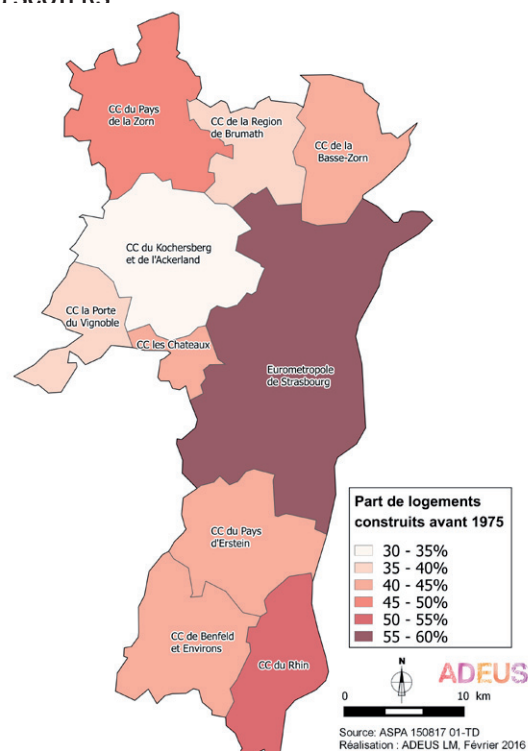 CC du Pays
de la Zorn
CC de la Region
de Brumath
CC de la
Basse-Zorn
CC du Kochersberg
et de l'Ackerland
CC la Porte
du Vignoble
CC les Chateaux
Eurometropole
de Strasbourg
CC du Pays
d'Erstein
CC de Benfeld
et Environs
CC du Rhin
Part de logements
construits avant 1975
30 - 35%
35 - 40%
40 - 45%
45 - 50%
50 - 55%
55 - 60%
N
ADEUS
0 10 km
Source: ASPA 150817 01-TD
Réalisation : ADEUS LM, Février 2016